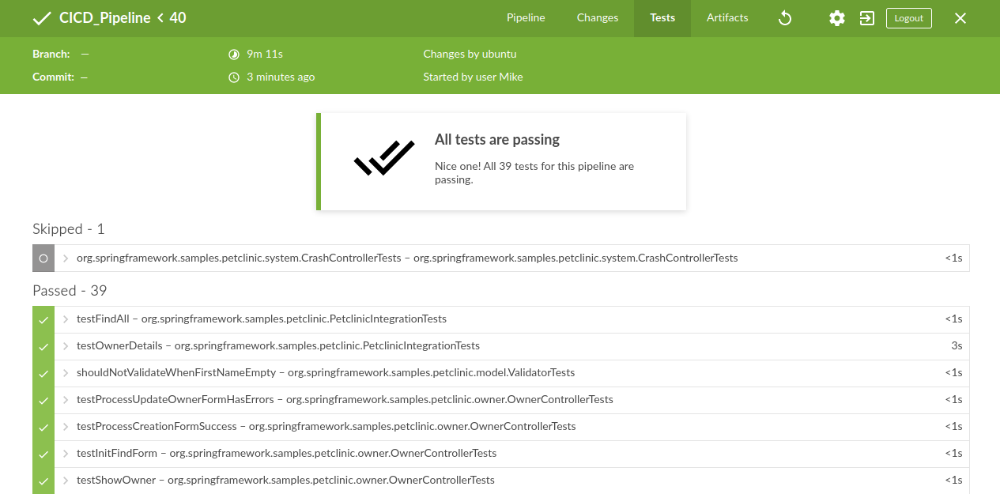 CICD_Pipeline < 40
Pipeline Changes Tests Artifacts Logout
Branch: — 9m 11s Changes by ubuntu
Commit: — 3 minutes ago Started by user Mike
All tests are passing
Nice one! All 39 tests for this pipeline are
passing.
Skipped - 1
org.springframework.samples.petclinic.system.CrashControllerTests – org.springframework.samples.petclinic.system.CrashControllerTests <1s
Passed - 39
testFindAll – org.springframework.samples.petclinic.PetclinicIntegrationTests <1s
testOwnerDetails – org.springframework.samples.petclinic.PetclinicIntegrationTests 3s
shouldNotValidateWhenFirstNameEmpty – org.springframework.samples.petclinic.model.ValidatorTests <1s
testProcessUpdateOwnerFormHasErrors – org.springframework.samples.petclinic.owner.OwnerControllerTests <1s
testProcessCreationFormSuccess – org.springframework.samples.petclinic.owner.OwnerControllerTests <1s
testInitFindForm – org.springframework.samples.petclinic.owner.OwnerControllerTests <1s
testShowOwner – org.springframework.samples.petclinic.owner.OwnerControllerTests <1s